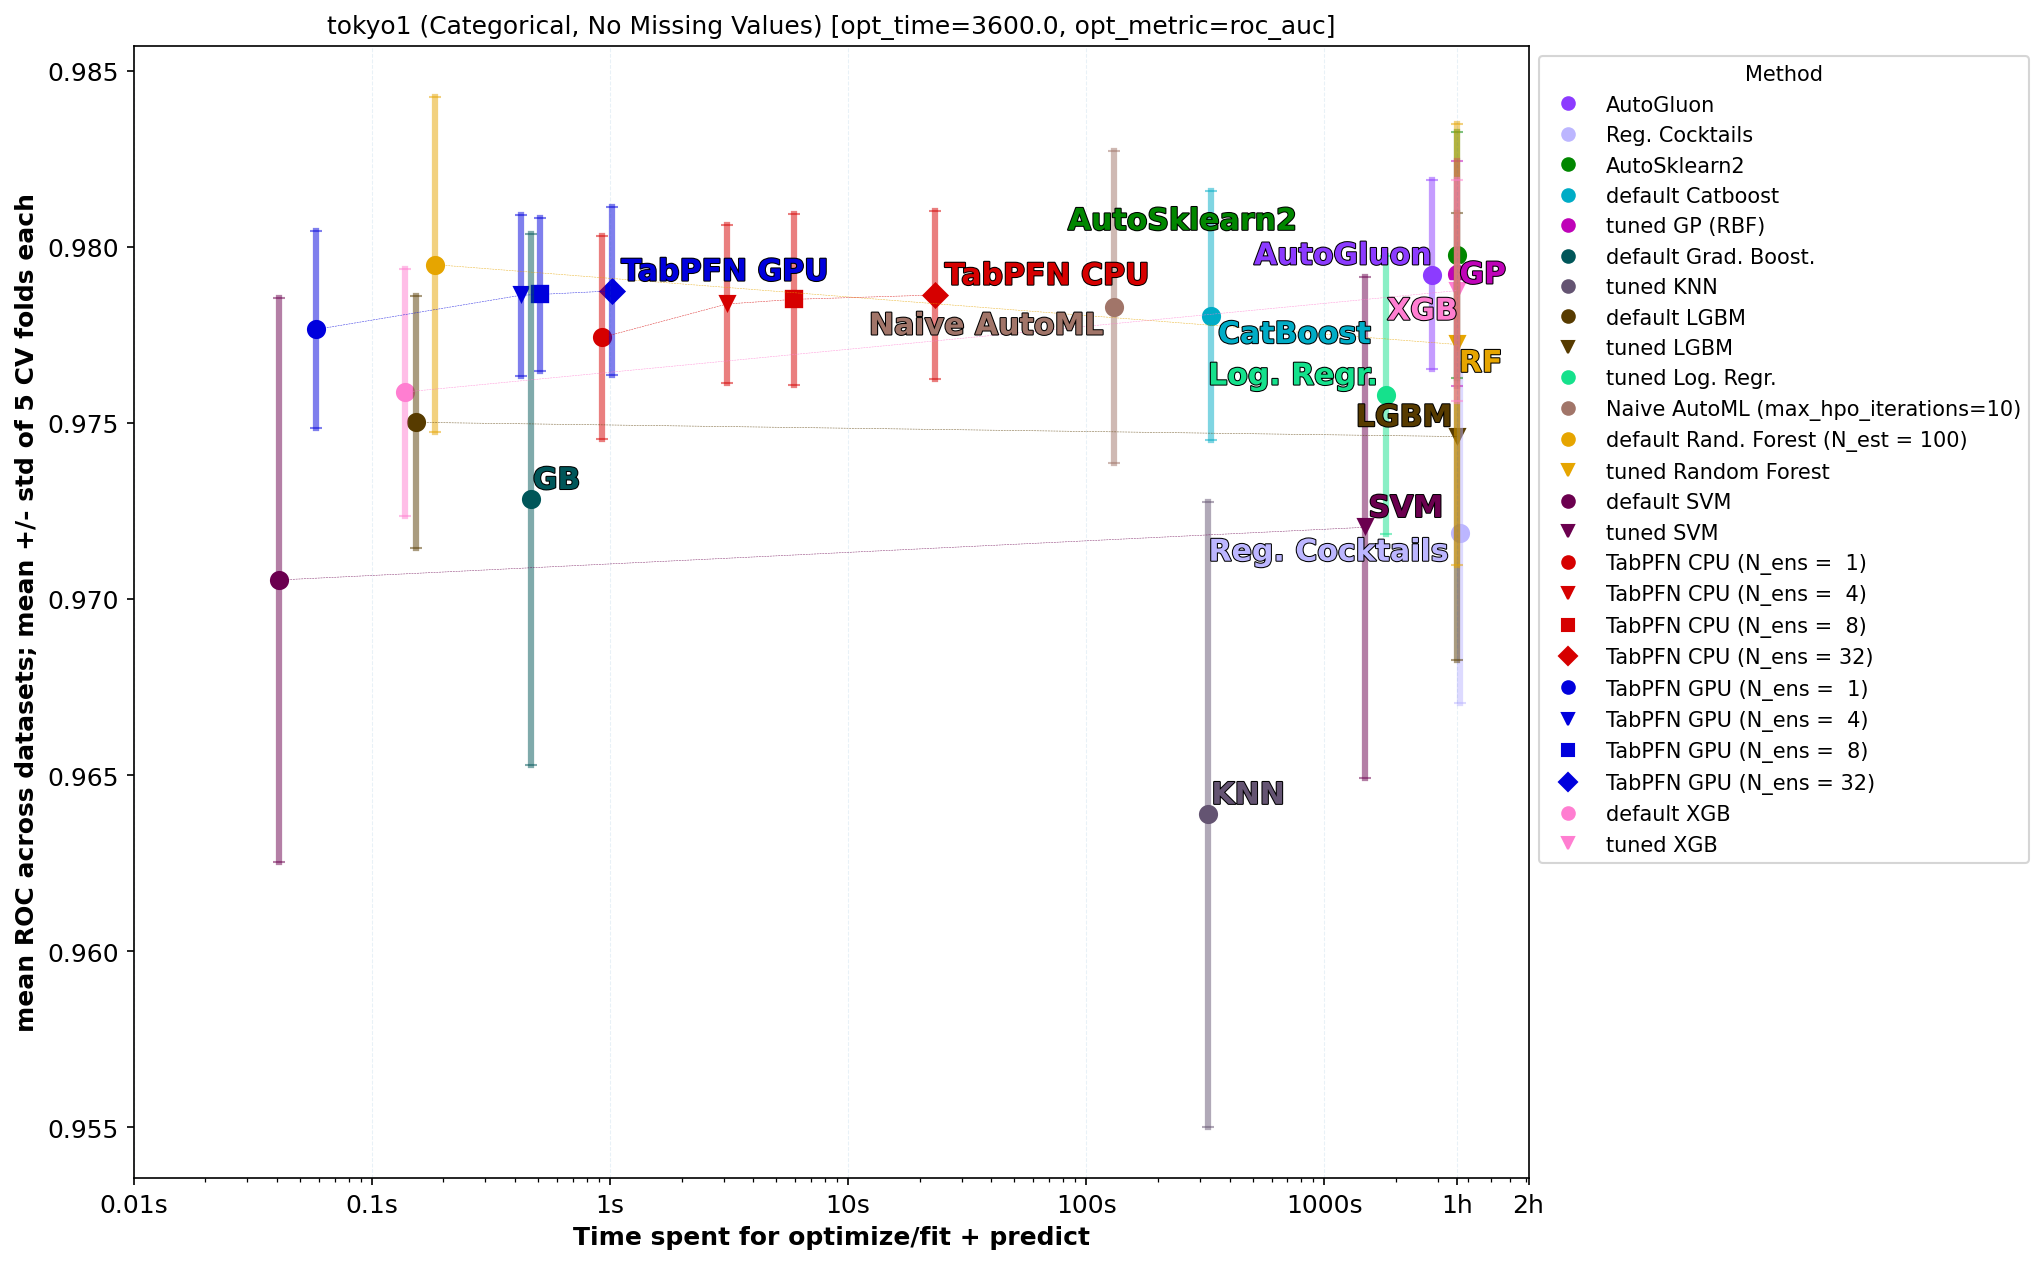 tokyo1 (Categorical, No Missing Values) [opt_time=3600.0, opt_metric=roc_auc]
mean ROC across datasets; mean +/- std of 5 CV folds each
0.985
0.980
0.975
0.970
0.965
0.960
0.955
AutoSklearn2
AutoGluon
TabPFN GPU
TabPFN CPU
GP
XGB
Naive AutoML
CatBoost
RF
Log. Regr.
LGBM
GB
SVM
Reg. Cocktails
KNN
0.01s
0.1s
1s
10s
100s
1000s
1h
2h
Time spent for optimize/fit + predict
Method
AutoGluon
Reg. Cocktails
AutoSklearn2
default Catboost
tuned GP (RBF)
default Grad. Boost.
tuned KNN
default LGBM
tuned LGBM
tuned Log. Regr.
Naive AutoML (max_hpo_iterations=10)
default Rand. Forest (N_est = 100)
tuned Random Forest
default SVM
tuned SVM
TabPFN CPU (N_ens =  1)
TabPFN CPU (N_ens =  4)
TabPFN CPU (N_ens =  8)
TabPFN CPU (N_ens = 32)
TabPFN GPU (N_ens =  1)
TabPFN GPU (N_ens =  4)
TabPFN GPU (N_ens =  8)
TabPFN GPU (N_ens = 32)
default XGB
tuned XGB